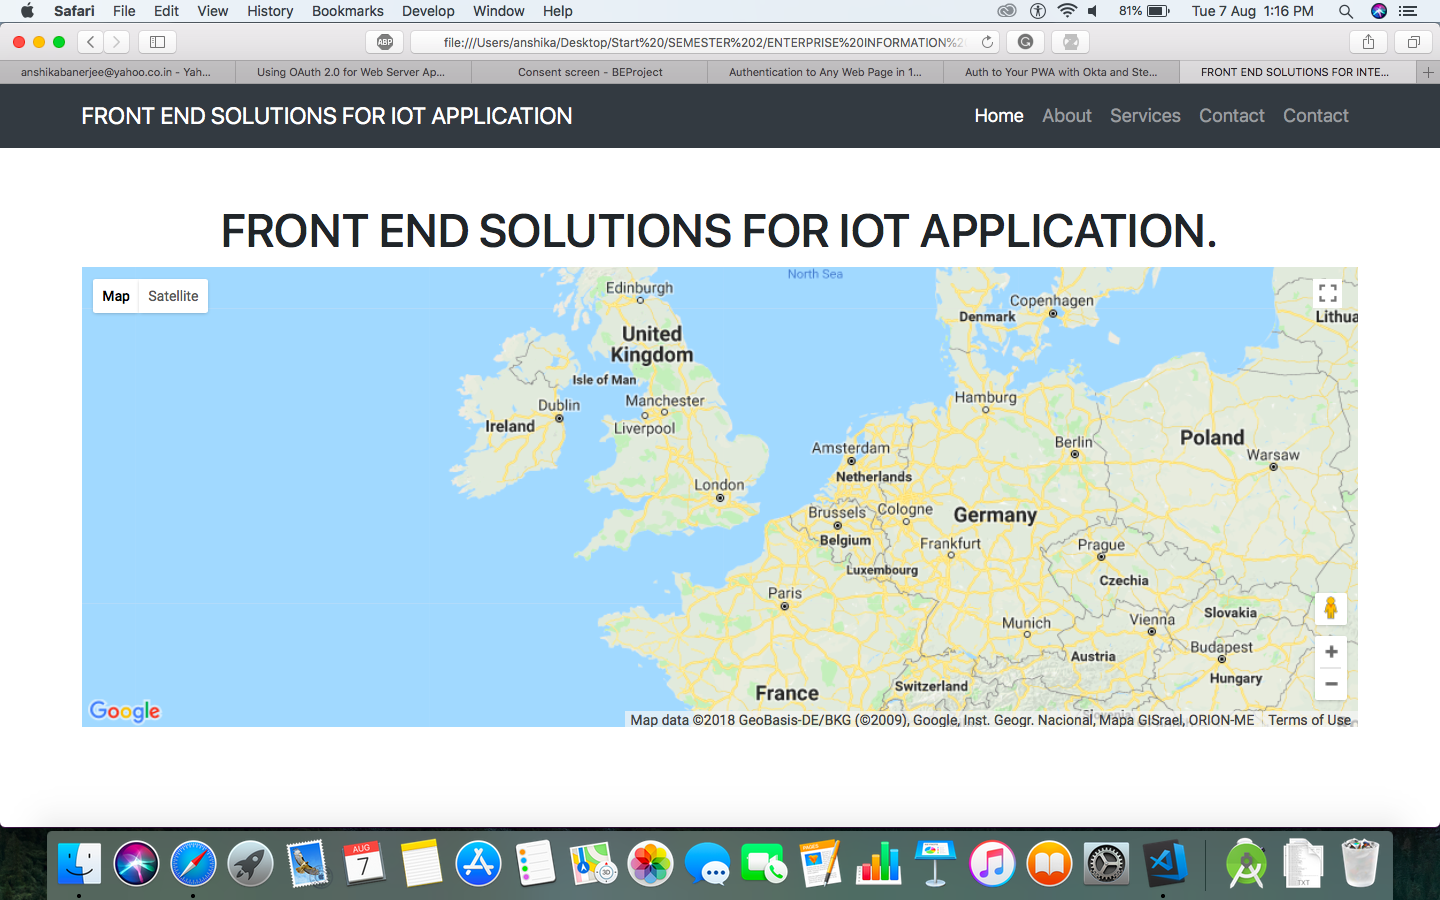 Safari File Edit View History Bookmarks Develop Window Help 81% Tue 7 Aug 1:16 PM
ABP file:///Users/anshika/Desktop/Start%20/SEMESTER%202/ENTERPRISE%20INFORMATION%2
anshikabanerjee@yahoo.co.in - Yah... Using OAuth 2.0 for Web Server Ap... Consent screen - BEProject Authentication to Any Web Page in 1... Auth to Your PWA with Okta and Ste... FRONT END SOLUTIONS FOR INTE...
FRONT END SOLUTIONS FOR IOT APPLICATION Home About Services Contact Contact
FRONT END SOLUTIONS FOR IOT APPLICATION.
North Sea
Map Satellite
Edinburgh
Copenhagen
Denmark
Lithua
United
Kingdom
Isle of Man
Manchester
Hamburg
Dublin
Ireland
Liverpool
Berlin
Poland
Amsterdam
Warsaw
Netherlands
London
Brussels
Cologne
Germany
Belgium
Frankfurt
Prague
Luxembourg
Czechia
Paris
Slovakia
Munich
Vienna
Budapest
Austria
Hungary
Switzerland
France
Google
Map data ©2018 GeoBasis-DE/BKG (©2009), Google, Inst. Geogr. Nacional, Mapa GISrael, ORION-ME Terms of Use
AUG
7
PAGES
3D
TXT